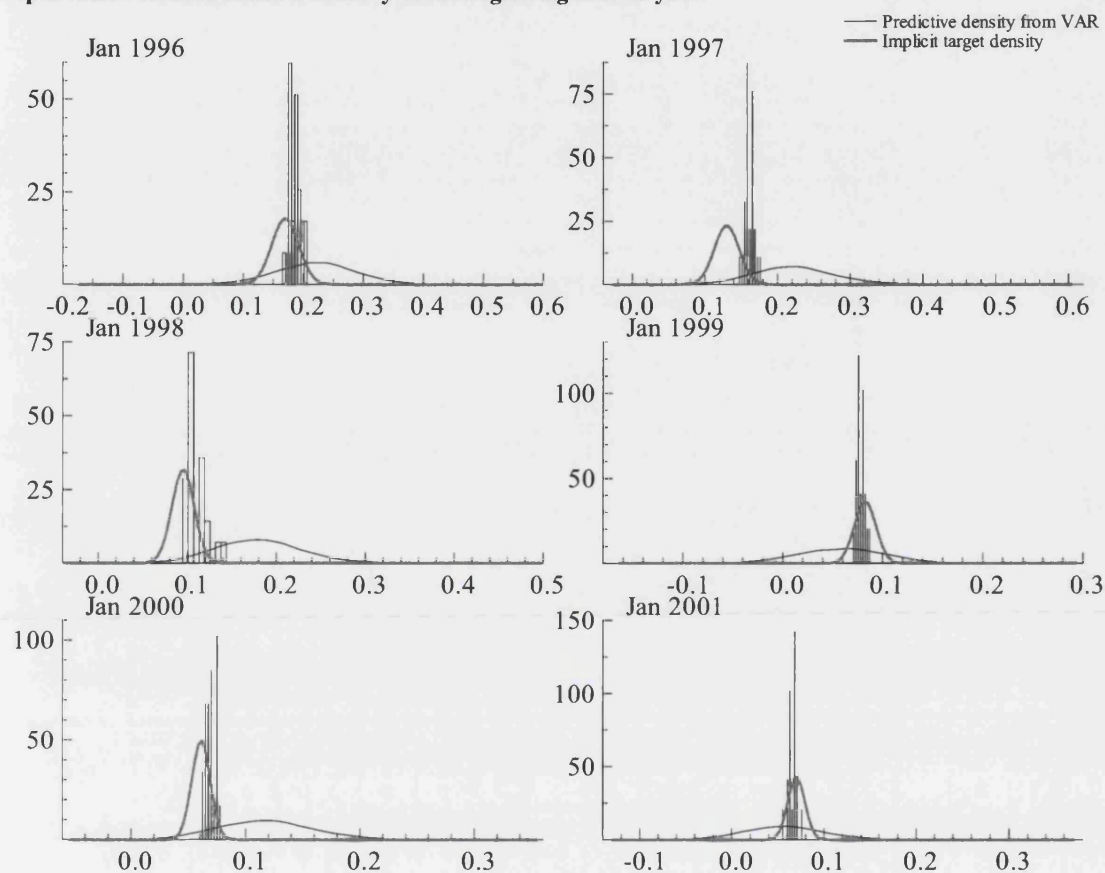 Predictive density from VAR
Implicit target density
Jan 1996
50
25
-0.2 -0.1 0.0 0.1 0.2 0.3 0.4 0.5 0.6
Jan 1997
75
50
25
0.0 0.1 0.2 0.3 0.4 0.5 0.6
Jan 1998
75
50
25
0.0 0.1 0.2 0.3 0.4 0.5
Jan 1999
100
50
-0.1 0.0 0.1 0.2 0.3
Jan 2000
100
50
0.0 0.1 0.2 0.3
Jan 2001
150
100
50
-0.1 0.0 0.1 0.2 0.3